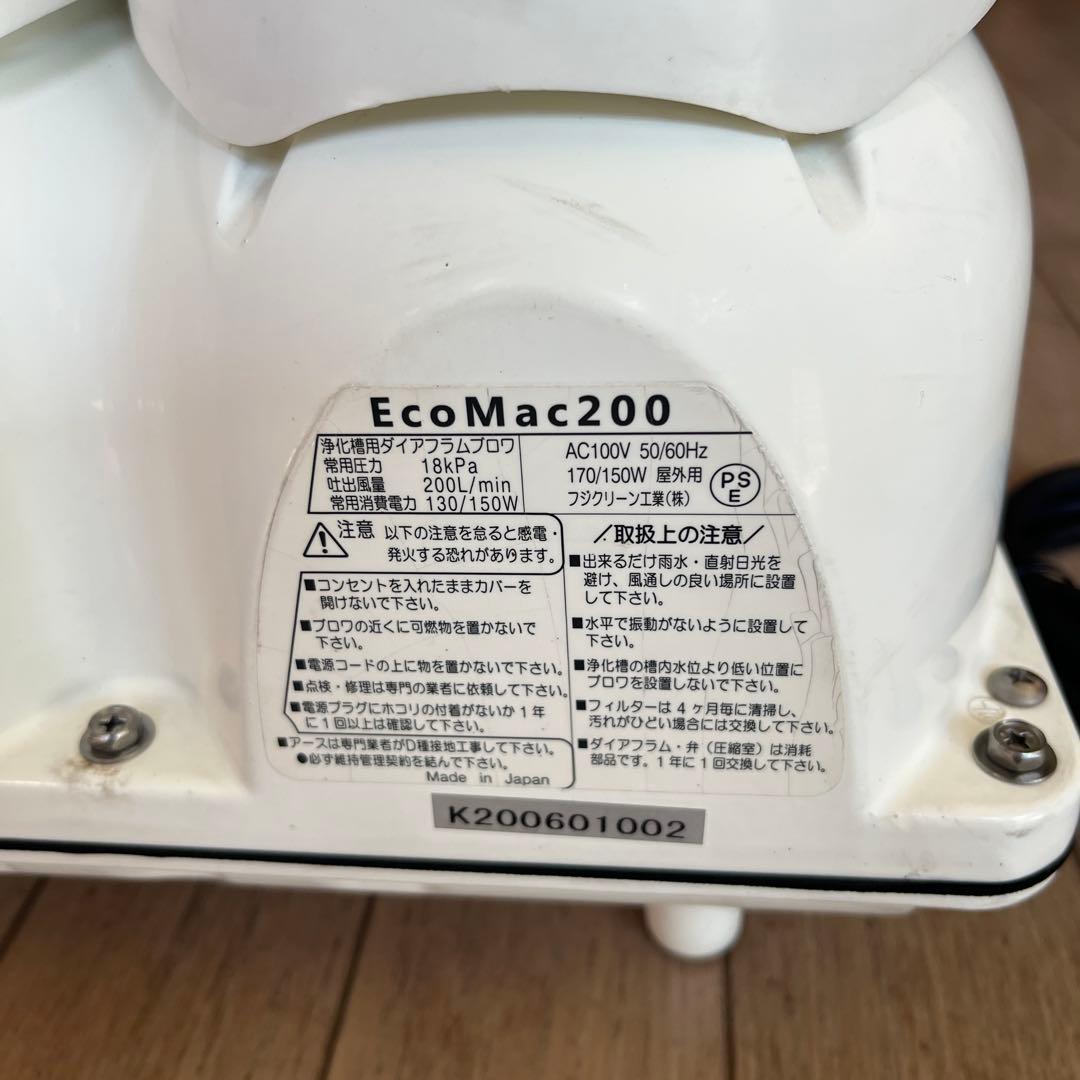 EcoMac200
浄化槽用ダイアフラムブロワ
常用圧力 18kPa
吐出風量 200L/min
常用消費電力 130/150W
AC100V 50/60Hz
170/150W 屋外用
フジクリーン工業(株)
PS
E
注意 以下の注意を怠ると感電・
発火する恐れがあります。
■コンセントを入れたままカバーを
開けないで下さい。
■ブロワの近くに可燃物を置かないで
下さい。
■電源コードの上に物を置かないで下さい。
■点検・修理は専門の業者に依頼して下さい。
■電源プラグにホコリの付着がないか1年
に1回以上は確認して下さい。
■アースは専門業者がD種接地工事して下さい。
●必ず維持管理契約を結んで下さい。
Made in Japan
取扱上の注意
■出来るだけ雨水・直射日光を
避け、風通しの良い場所に設置
して下さい。
■水平で振動がないように設置して
下さい。
■浄化槽の槽内水位より低い位置に
ブロワを設置しないで下さい。
■フィルターは4ヶ月毎に清掃し、
汚れがひどい場合には交換して下さい。
■ダイアフラム・弁(圧縮室)は消耗
部品です。1年に1回交換して下さい。
K200601002